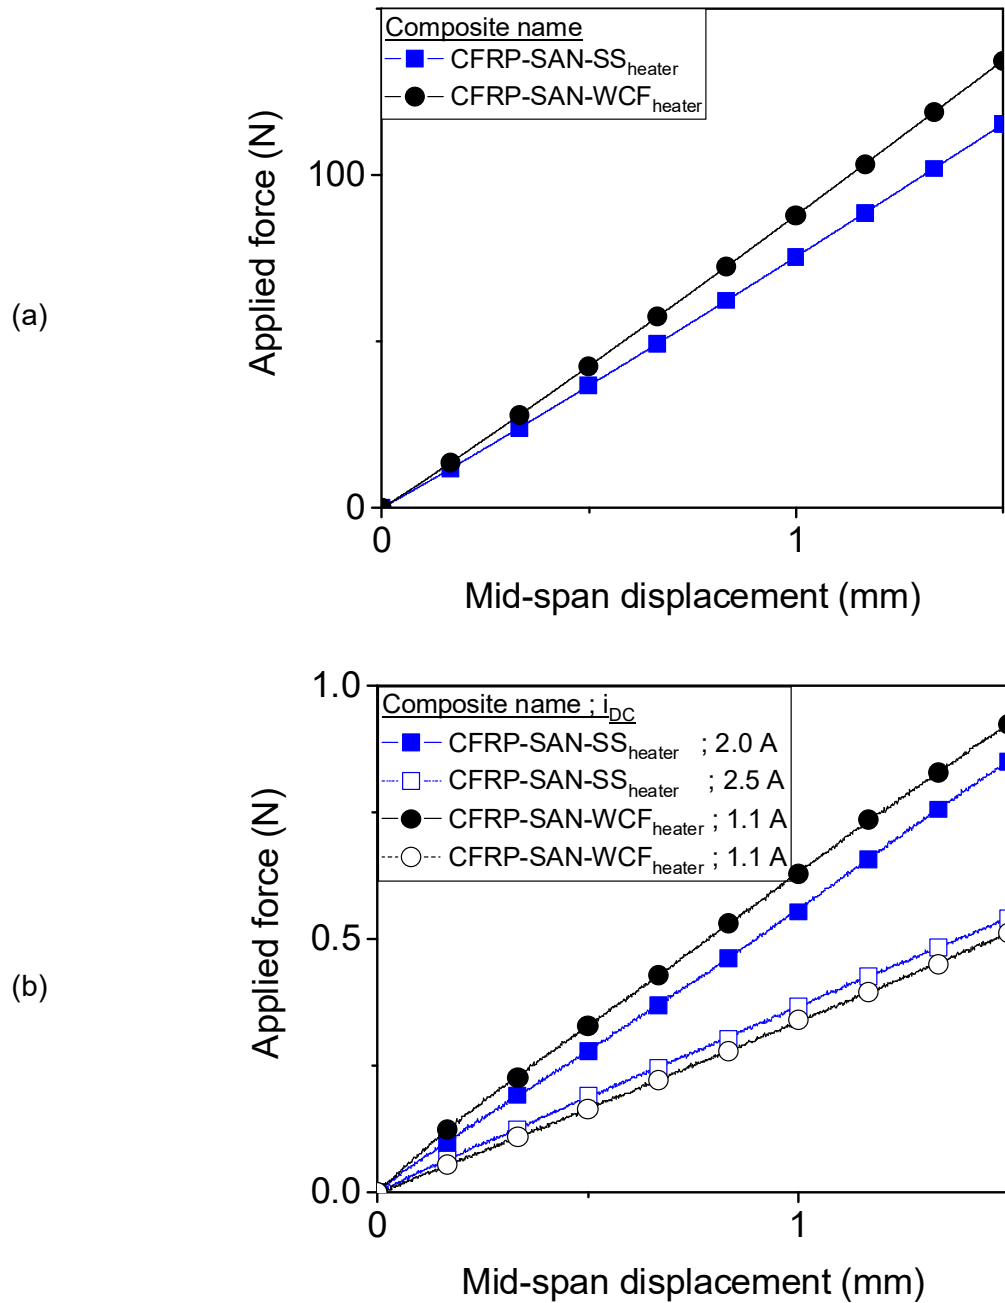 Composite name
CFRP-SAN-SSheater
CFRP-SAN-WCFheater
100
0
0
1
Applied force (N)
Mid-span displacement (mm)
(a)
1.0
Composite name ; iDC
CFRP-SAN-SSheater ; 2.0 A
CFRP-SAN-SSheater ; 2.5 A
CFRP-SAN-WCFheater ; 1.1 A
CFRP-SAN-WCFheater ; 1.1 A
0.5
0.0
0
1
Applied force (N)
Mid-span displacement (mm)
(b)